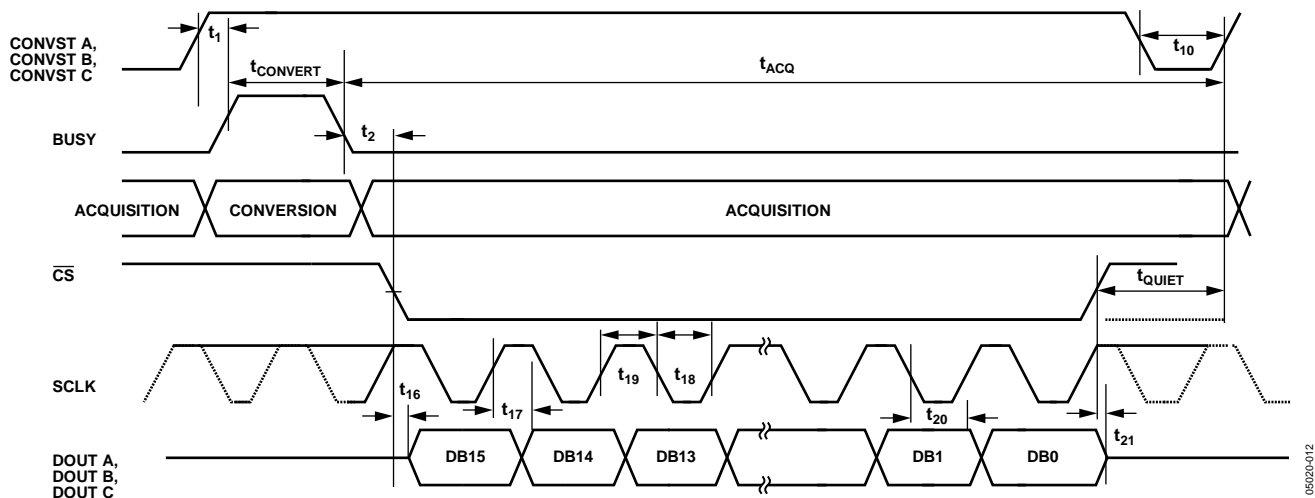 CONVST A,
CONVST B,
CONVST C
t1
tCONVERT
tACQ
t10
BUSY
t2
ACQUISITION
CONVERSION
ACQUISITION
CS
tQUIET
SCLK
t16
t17
t19
t18
t20
t21
DOUT A,
DOUT B,
DOUT C
DB15
DB14
DB13
DB1
DB0
05020-012